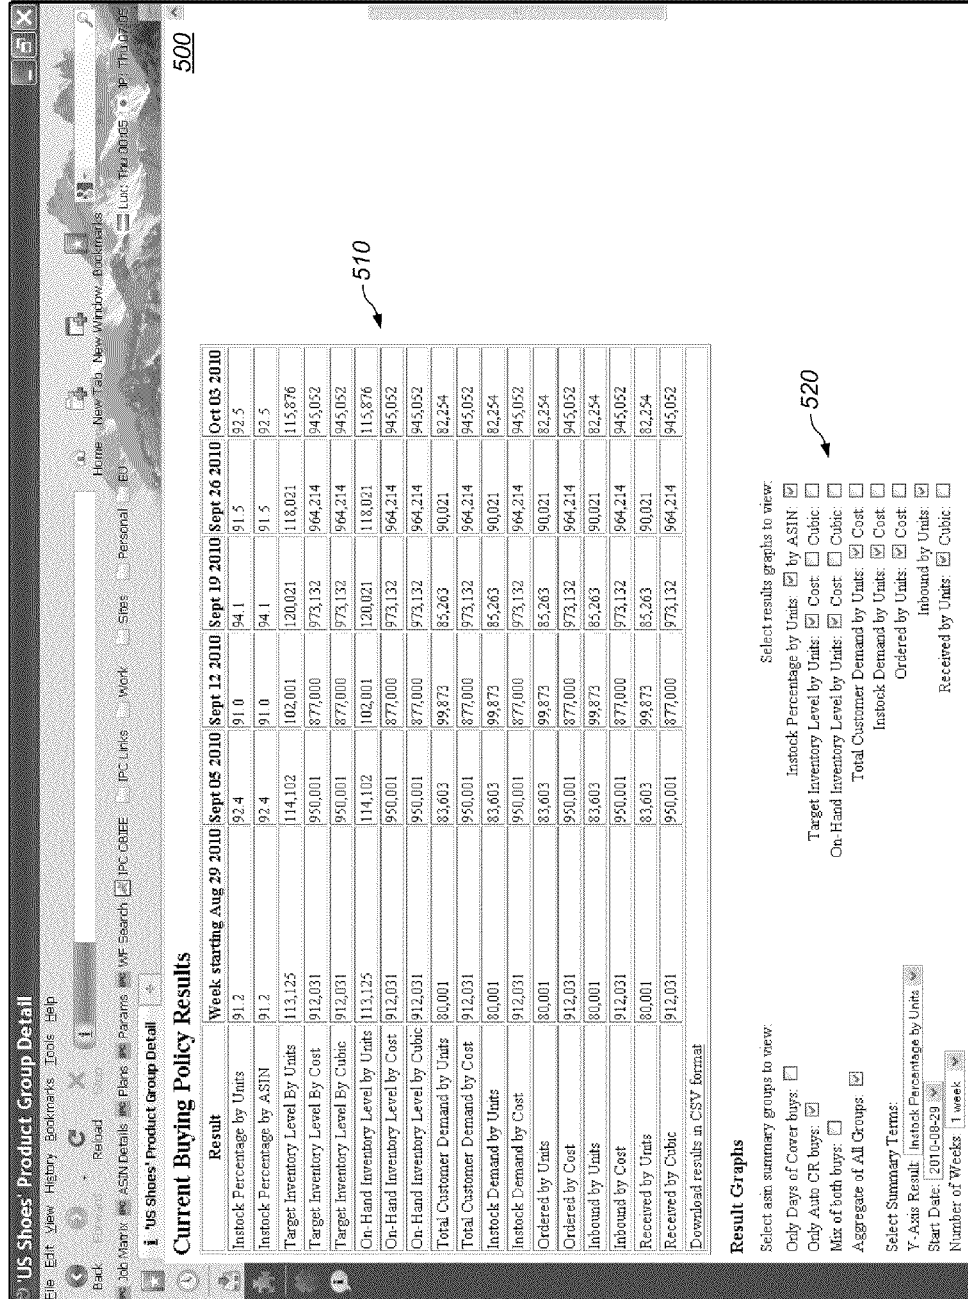 'US Shoes' Product Group Detail
File Edit View History Bookmarks Tools Help
Back Reload Home New Tab New Window Bookmarks
Job Matrix ASIN Details Plans Params WF Search IPC OBIEE IPC Links Work Sites Personal EU Lux: Thu 00:05 JP: Thu 07:05
'US Shoes' Product Group Detail
500
Current Buying Policy Results
Result Week starting Aug 29 2010 Sept 05 2010 Sept 12 2010 Sept 19 2010 Sept 26 2010 Oct 03 2010
Instock Percentage by Units 91.2 92.4 91.0 94.1 91.5 92.5
Instock Percentage by ASIN 91.2 92.4 91.0 94.1 91.5 92.5
Target Inventory Level By Units 113,125 114,102 102,001 120,021 118,021 115,876
Target Inventory Level By Cost 912,031 950,001 877,000 973,132 964,214 945,052
Target Inventory Level By Cubic 912,031 950,001 877,000 973,132 964,214 945,052
On-Hand Inventory Level by Units 113,125 114,102 102,001 120,021 118,021 115,876
On-Hand Inventory Level by Cost 912,031 950,001 877,000 973,132 964,214 945,052
On-Hand Inventory Level by Cubic 912,031 950,001 877,000 973,132 964,214 945,052
Total Customer Demand by Units 80,001 83,603 99,873 85,263 90,021 82,254
Total Customer Demand by Cost 912,031 950,001 877,000 973,132 964,214 945,052
Instock Demand by Units 80,001 83,603 99,873 85,263 90,021 82,254
Instock Demand by Cost 912,031 950,001 877,000 973,132 964,214 945,052
Ordered by Units 80,001 83,603 99,873 85,263 90,021 82,254
Ordered by Cost 912,031 950,001 877,000 973,132 964,214 945,052
Inbound by Units 80,001 83,603 99,873 85,263 90,021 82,254
Inbound by Cost 912,031 950,001 877,000 973,132 964,214 945,052
Received by Units 80,001 83,603 99,873 85,263 90,021 82,254
Received by Cubic 912,031 950,001 877,000 973,132 964,214 945,052
Download results in CSV format
510
Result Graphs
Select asin summary groups to view:
Only Days of Cover buys:
Only Auto CR buys:
Mix of both buys:
Aggregate of All Groups:
Select Summary Terms:
Y-Axis Result: Instock Percentage by Units
Start Date: 2010-08-29
Number of Weeks: 1 week
Select results graphs to view:
Instock Percentage by Units: by ASIN:
Target Inventory Level by Units: Cost: Cubic:
On-Hand Inventory Level by Units: Cost: Cubic:
Total Customer Demand by Units: Cost:
Instock Demand by Units: Cost:
Ordered by Units: Cost:
Inbound by Units:
Received by Units: Cubic:
520